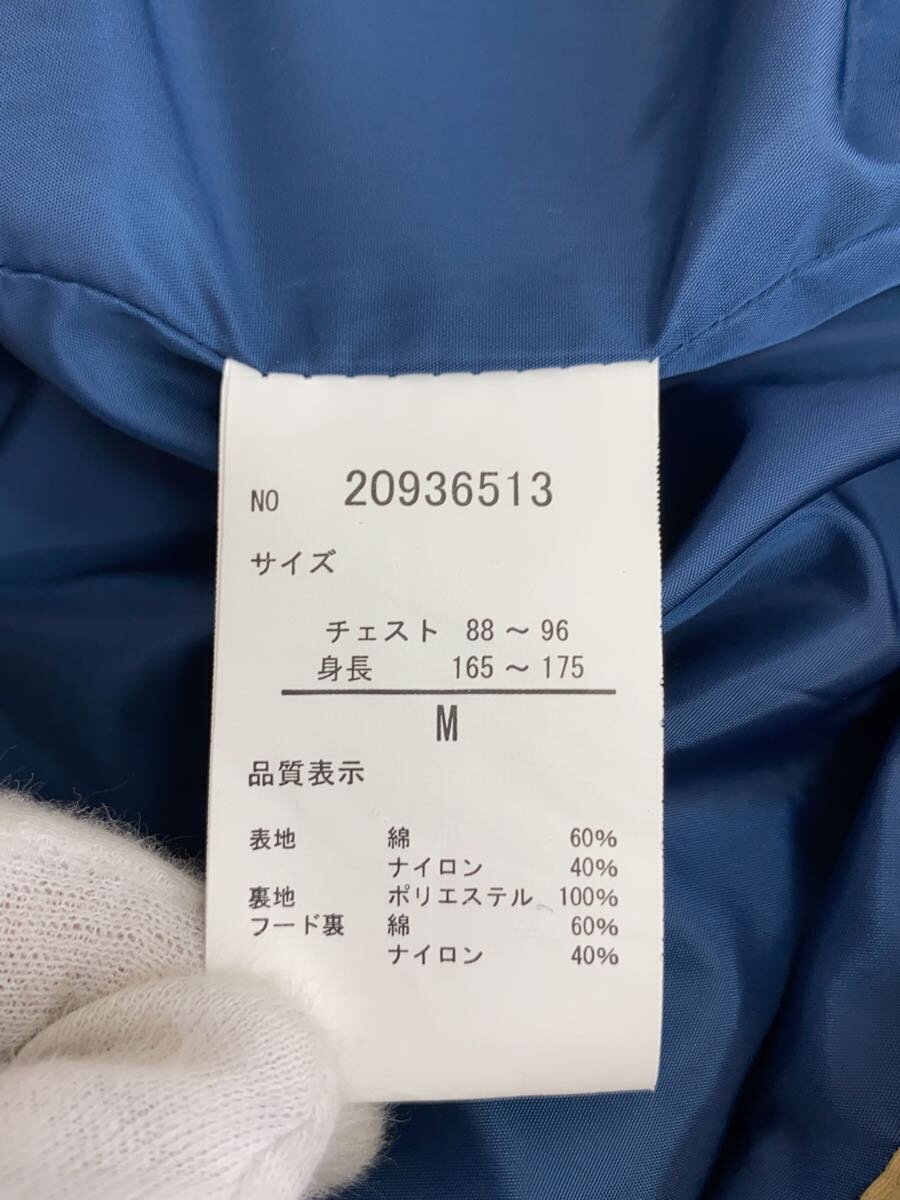 NO 20936513
サイズ
チェスト 88～96
身長 165～175
M
品質表示
表地 綿 60%
ナイロン 40%
裏地 ポリエステル 100%
フード裏 綿 60%
ナイロン 40%